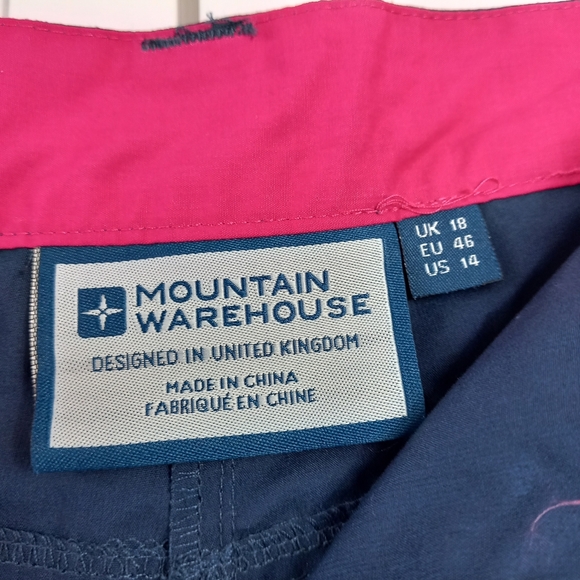 MOUNTAIN
WAREHOUSE
DESIGNED IN UNITED KINGDOM
MADE IN CHINA
FABRIQUÉ EN CHINE
UK 18
EU 46
US 14